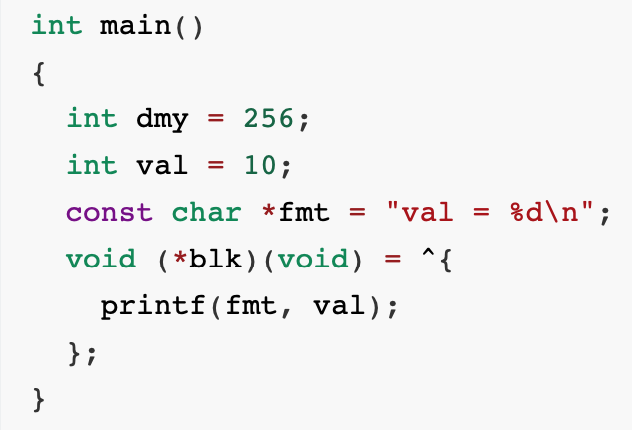 int main()
{
  int dmy = 256;
  int val = 10;
  const char *fmt = "val = %d\n";
  void (*blk)(void) = ^{
    printf(fmt, val);
  };
}